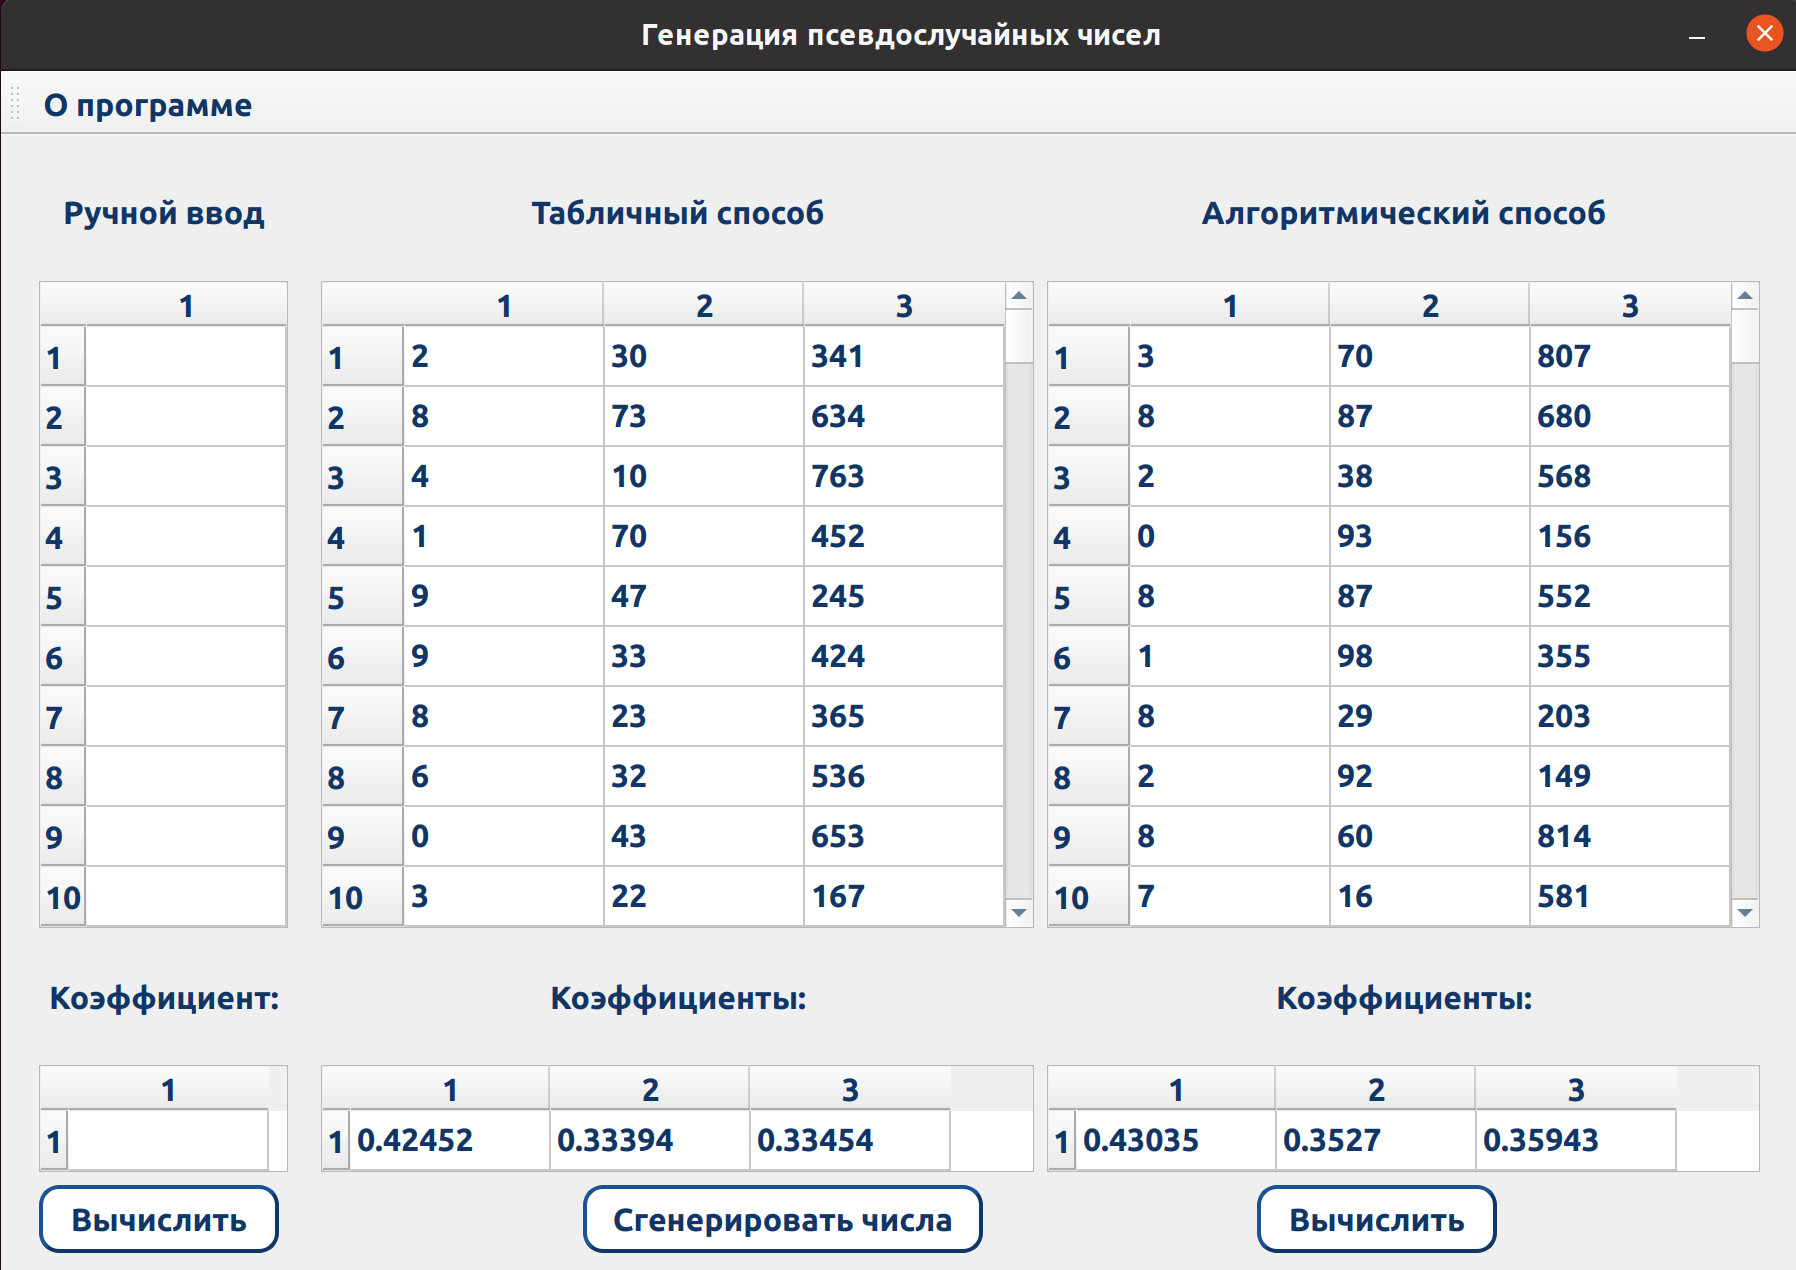 Генерация псевдослучайных чисел
О программе
Ручной ввод Табличный способ Алгоритмический способ
1 1 2 3 1 2 3
1 1 2 30 341 1 3 70 807
2 2 8 73 634 2 8 87 680
3 3 4 10 763 3 2 38 568
4 4 1 70 452 4 0 93 156
5 5 9 47 245 5 8 87 552
6 6 9 33 424 6 1 98 355
7 7 8 23 365 7 8 29 203
8 8 6 32 536 8 2 92 149
9 9 0 43 653 9 8 60 814
10 10 3 22 167 10 7 16 581
Коэффициент: Коэффициенты: Коэффициенты:
1 1 2 3 1 2 3
1 1 0.42452 0.33394 0.33454 1 0.43035 0.3527 0.35943
Вычислить Сгенерировать числа Вычислить